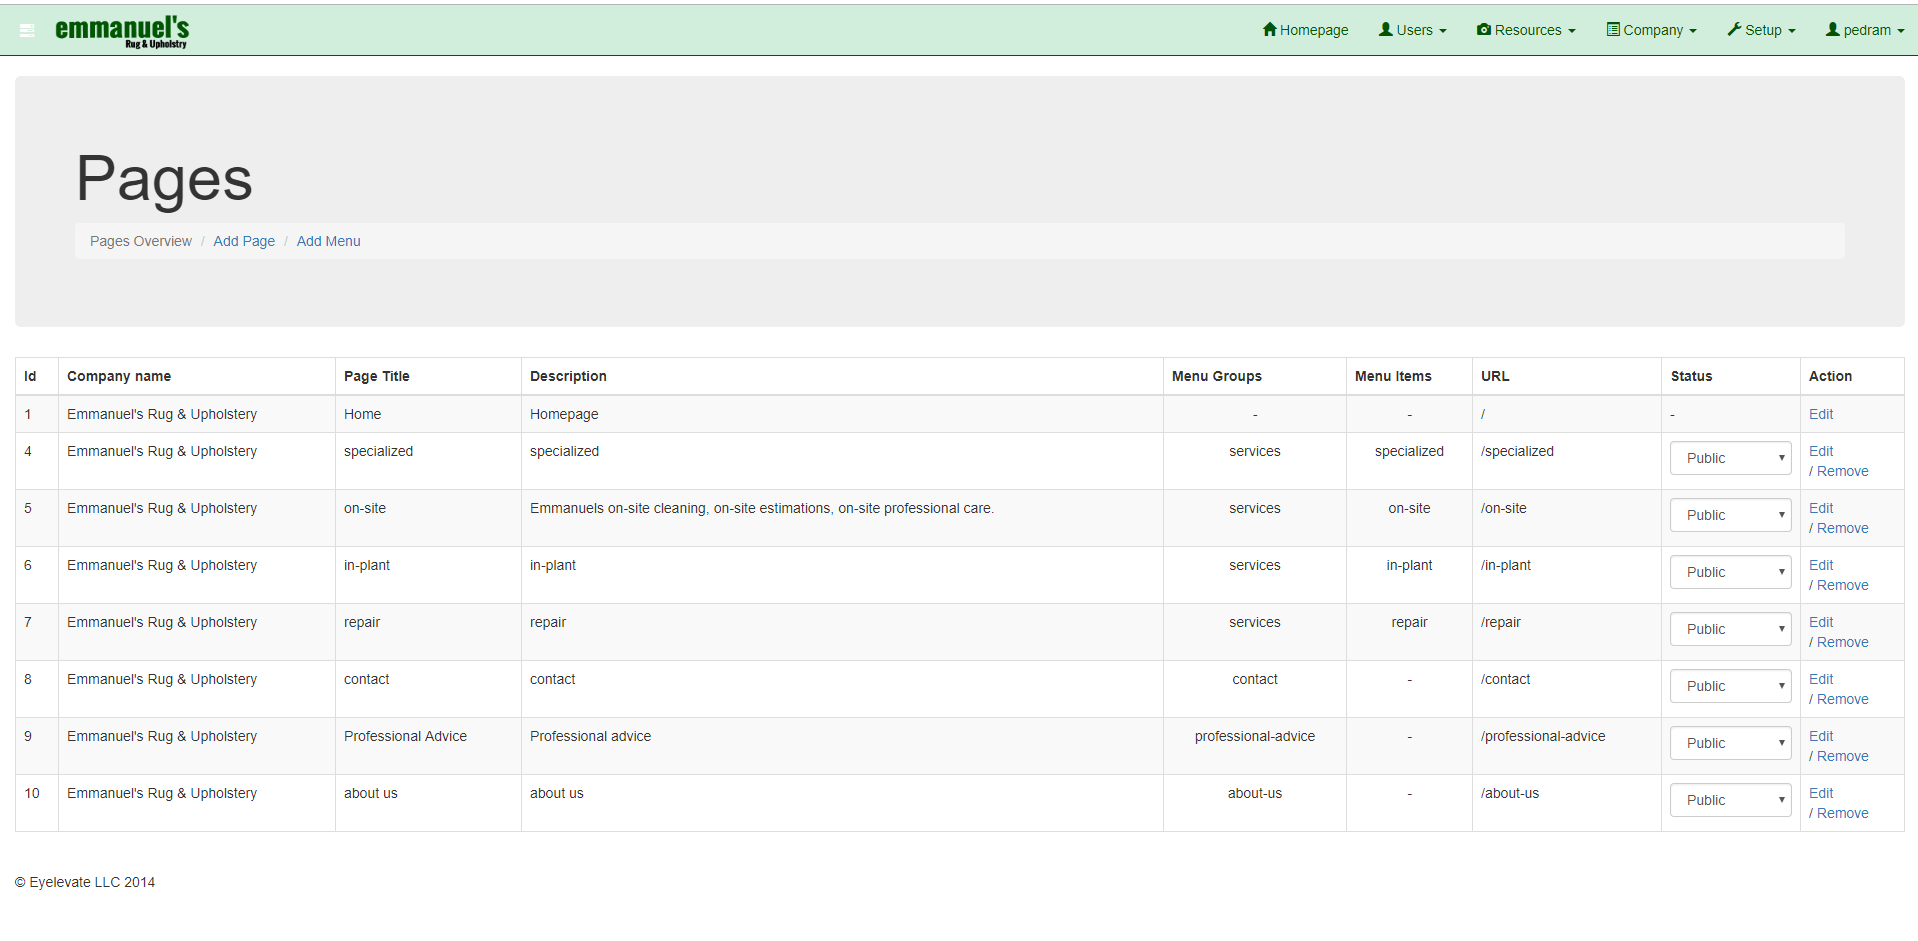 emmanuel's
Rug & Upholstry
Homepage Users Resources Company Setup pedram
Pages
Pages Overview / Add Page / Add Menu
Id Company name Page Title Description Menu Groups Menu Items URL Status Action
1 Emmanuel's Rug & Upholstery Home Homepage - - / - Edit
4 Emmanuel's Rug & Upholstery specialized specialized services specialized /specialized Public Edit
/ Remove
5 Emmanuel's Rug & Upholstery on-site Emmanuels on-site cleaning, on-site estimations, on-site professional care. services on-site /on-site Public Edit
/ Remove
6 Emmanuel's Rug & Upholstery in-plant in-plant services in-plant /in-plant Public Edit
/ Remove
7 Emmanuel's Rug & Upholstery repair repair services repair /repair Public Edit
/ Remove
8 Emmanuel's Rug & Upholstery contact contact contact - /contact Public Edit
/ Remove
9 Emmanuel's Rug & Upholstery Professional Advice Professional advice professional-advice - /professional-advice Public Edit
/ Remove
10 Emmanuel's Rug & Upholstery about us about us about-us - /about-us Public Edit
/ Remove
© Eyelevate LLC 2014